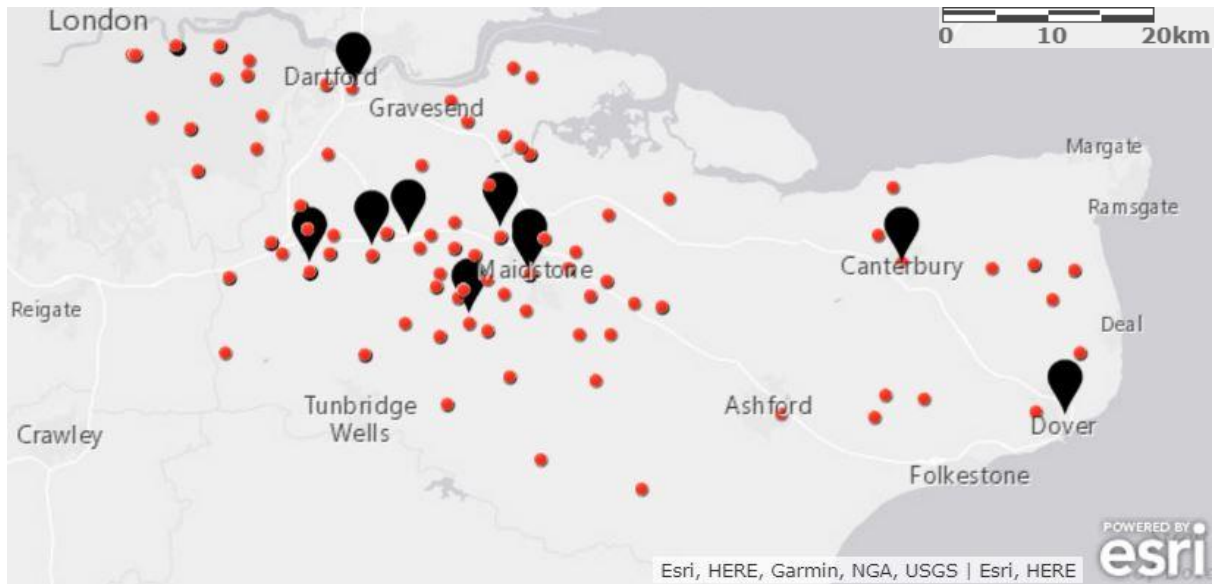 London
0 10 20km
Dartford
Gravesend
Margate
Ramsgate
Maidstone
Canterbury
Reigate
Deal
Tunbridge
Wells
Ashford
Crawley
Dover
Folkestone
POWERED BY
esri
Esri, HERE, Garmin, NGA, USGS | Esri, HERE